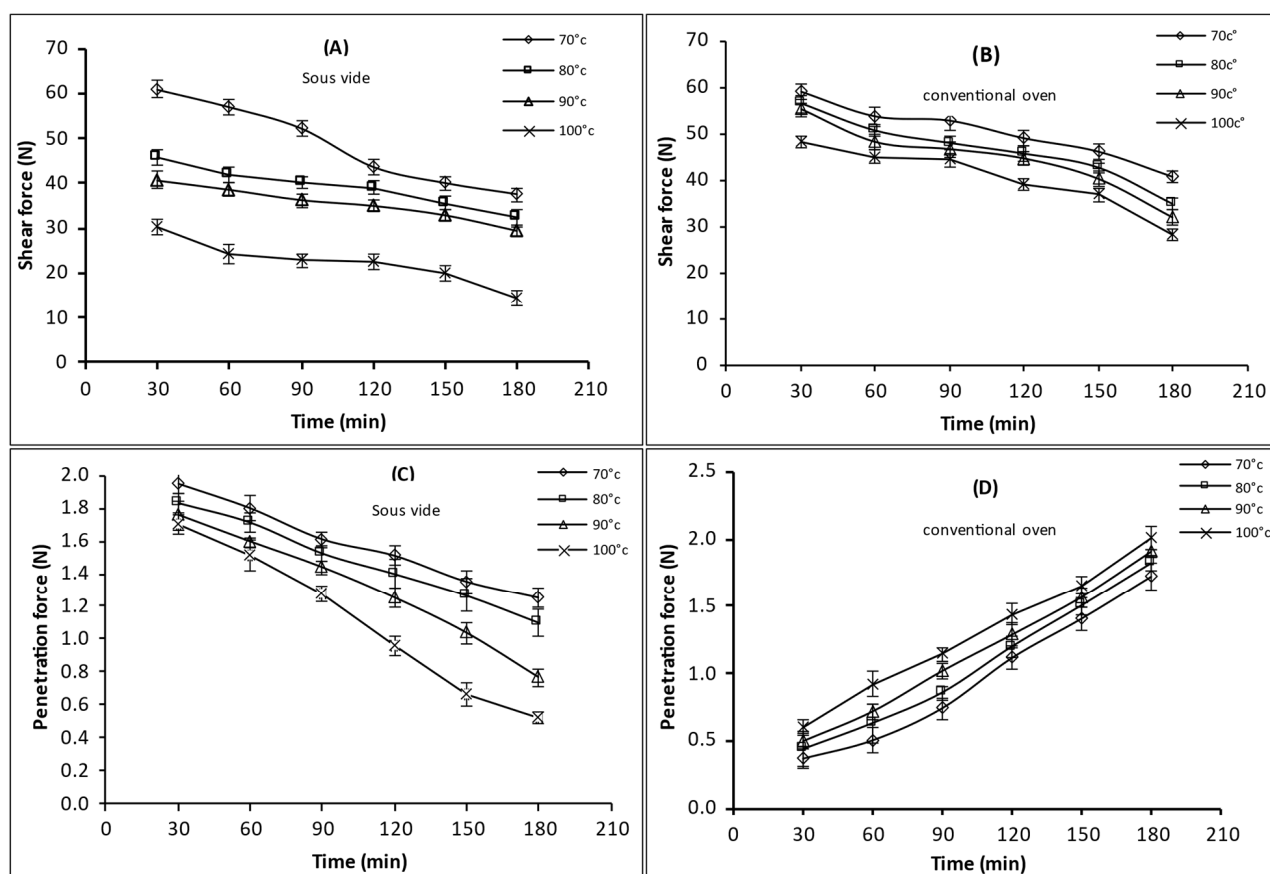 (A)
Sous vide
70°c
80°c
90°c
100°c
Shear force (N)
70
60
50
40
30
20
10
0
0 30 60 90 120 150 180 210
Time (min)
(B)
conventional oven
70c°
80c°
90c°
100c°
Shear force (N)
70
60
50
40
30
20
10
0
0 30 60 90 120 150 180 210
Time (min)
(C)
Sous vide
70°c
80°c
90°c
100°c
Penetration force (N)
2.0
1.8
1.6
1.4
1.2
1.0
0.8
0.6
0.4
0.2
0.0
0 30 60 90 120 150 180 210
Time (min)
(D)
conventional oven
70°c
80°c
90°c
100°c
Penetration force (N)
2.5
2.0
1.5
1.0
0.5
0.0
0 30 60 90 120 150 180 210
Time (min)